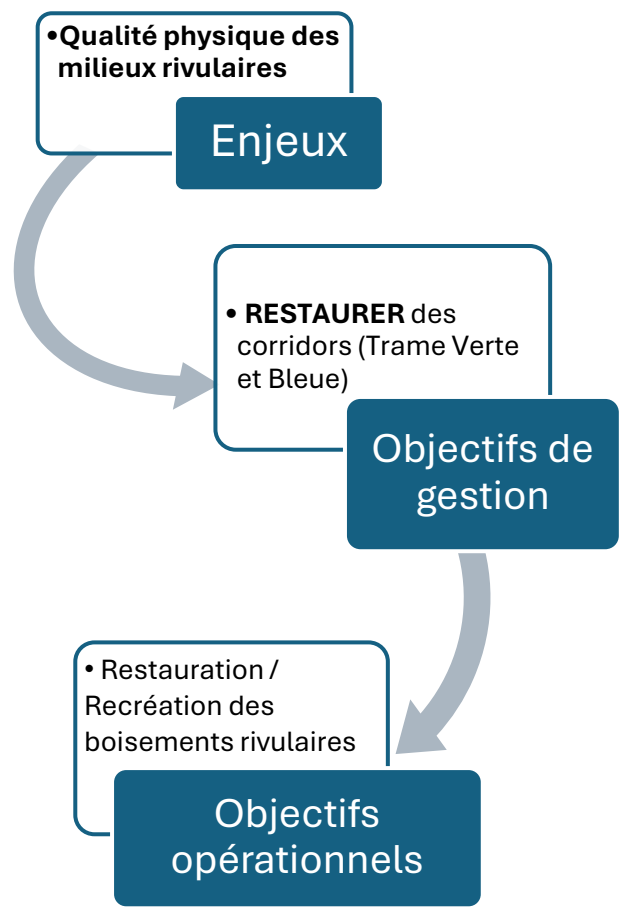 •Qualité physique des
milieux rivulaires
Enjeux
• RESTAURER des
corridors (Trame Verte
et Bleue)
Objectifs de
gestion
• Restauration /
Recréation des
boisements rivulaires
Objectifs
opérationnels